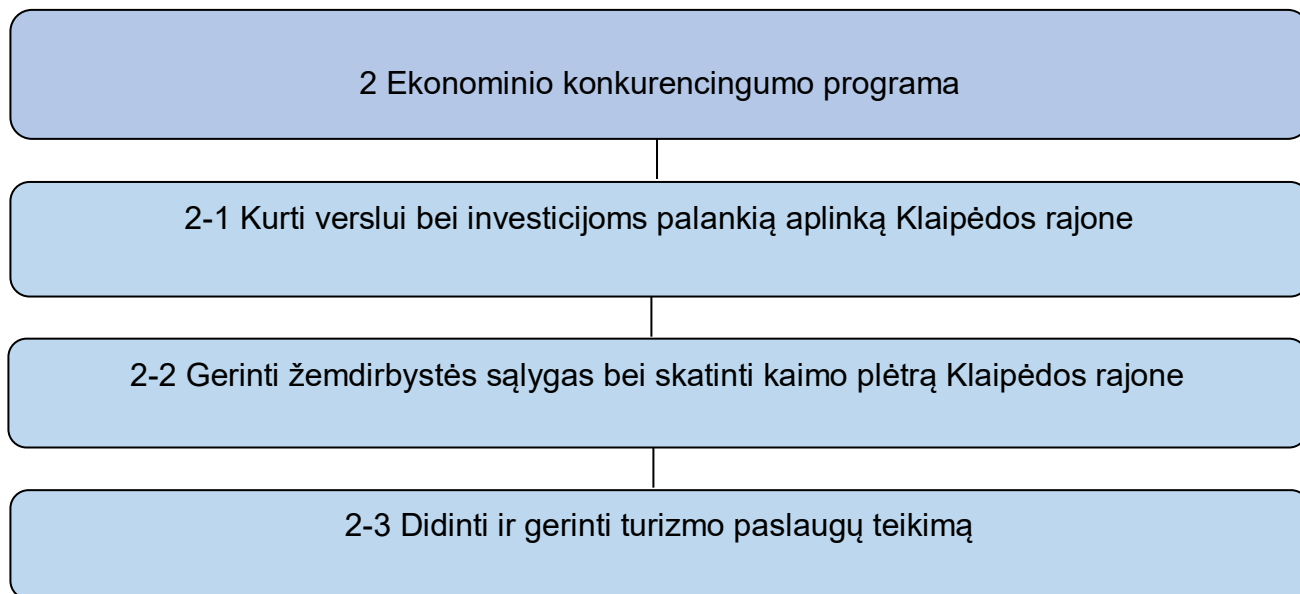 2 Ekonominio konkurencingumo programa
2-1 Kurti verslui bei investicijoms palankią aplinką Klaipėdos rajone
2-2 Gerinti žemdirbystės sąlygas bei skatinti kaimo plėtrą Klaipėdos rajone
2-3 Didinti ir gerinti turizmo paslaugų teikimą